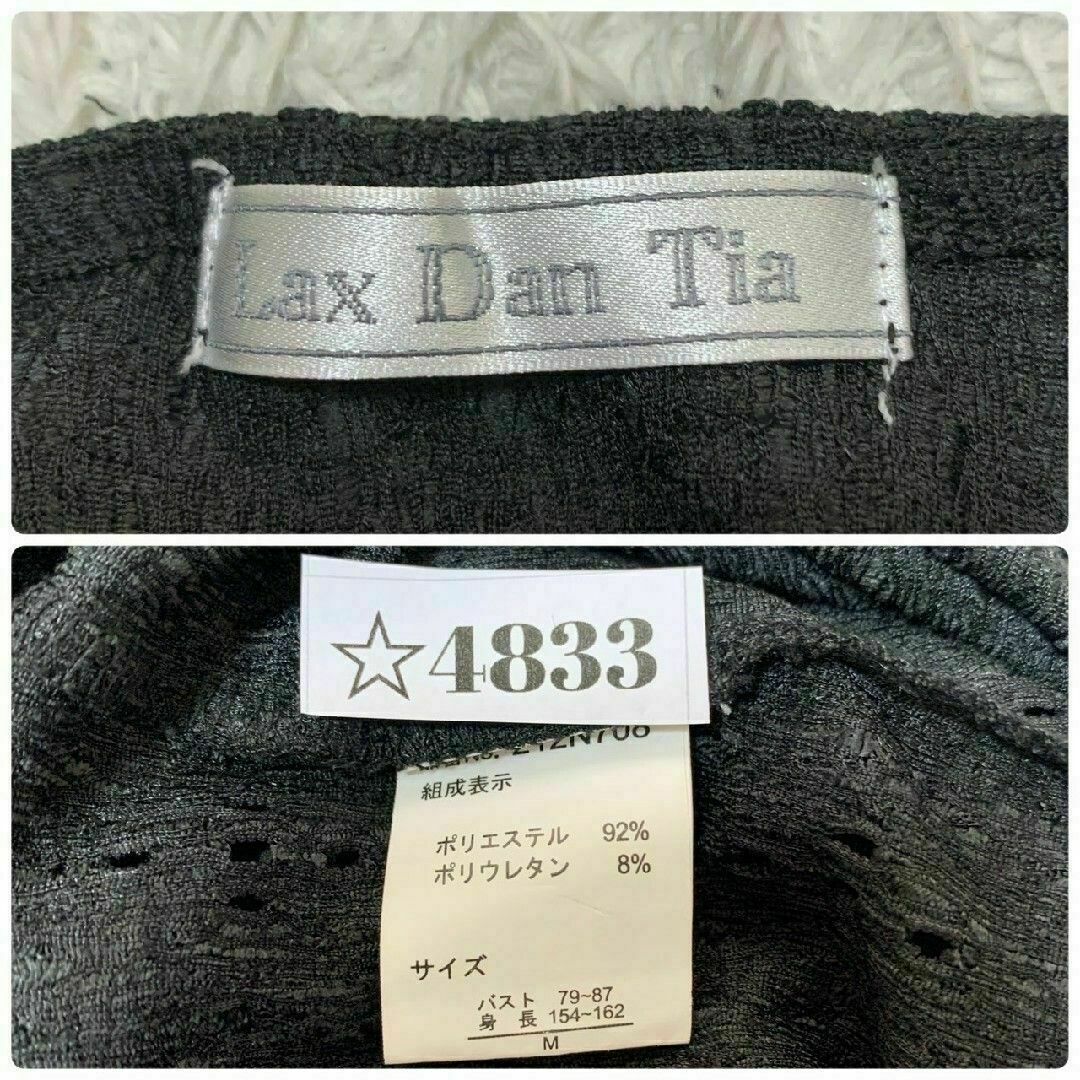 Lax Dan Tia
☆4833
212N708
組成表示
ポリエステル 92%
ポリウレタン 8%
サイズ
バスト 79~87
身長 154~162
M